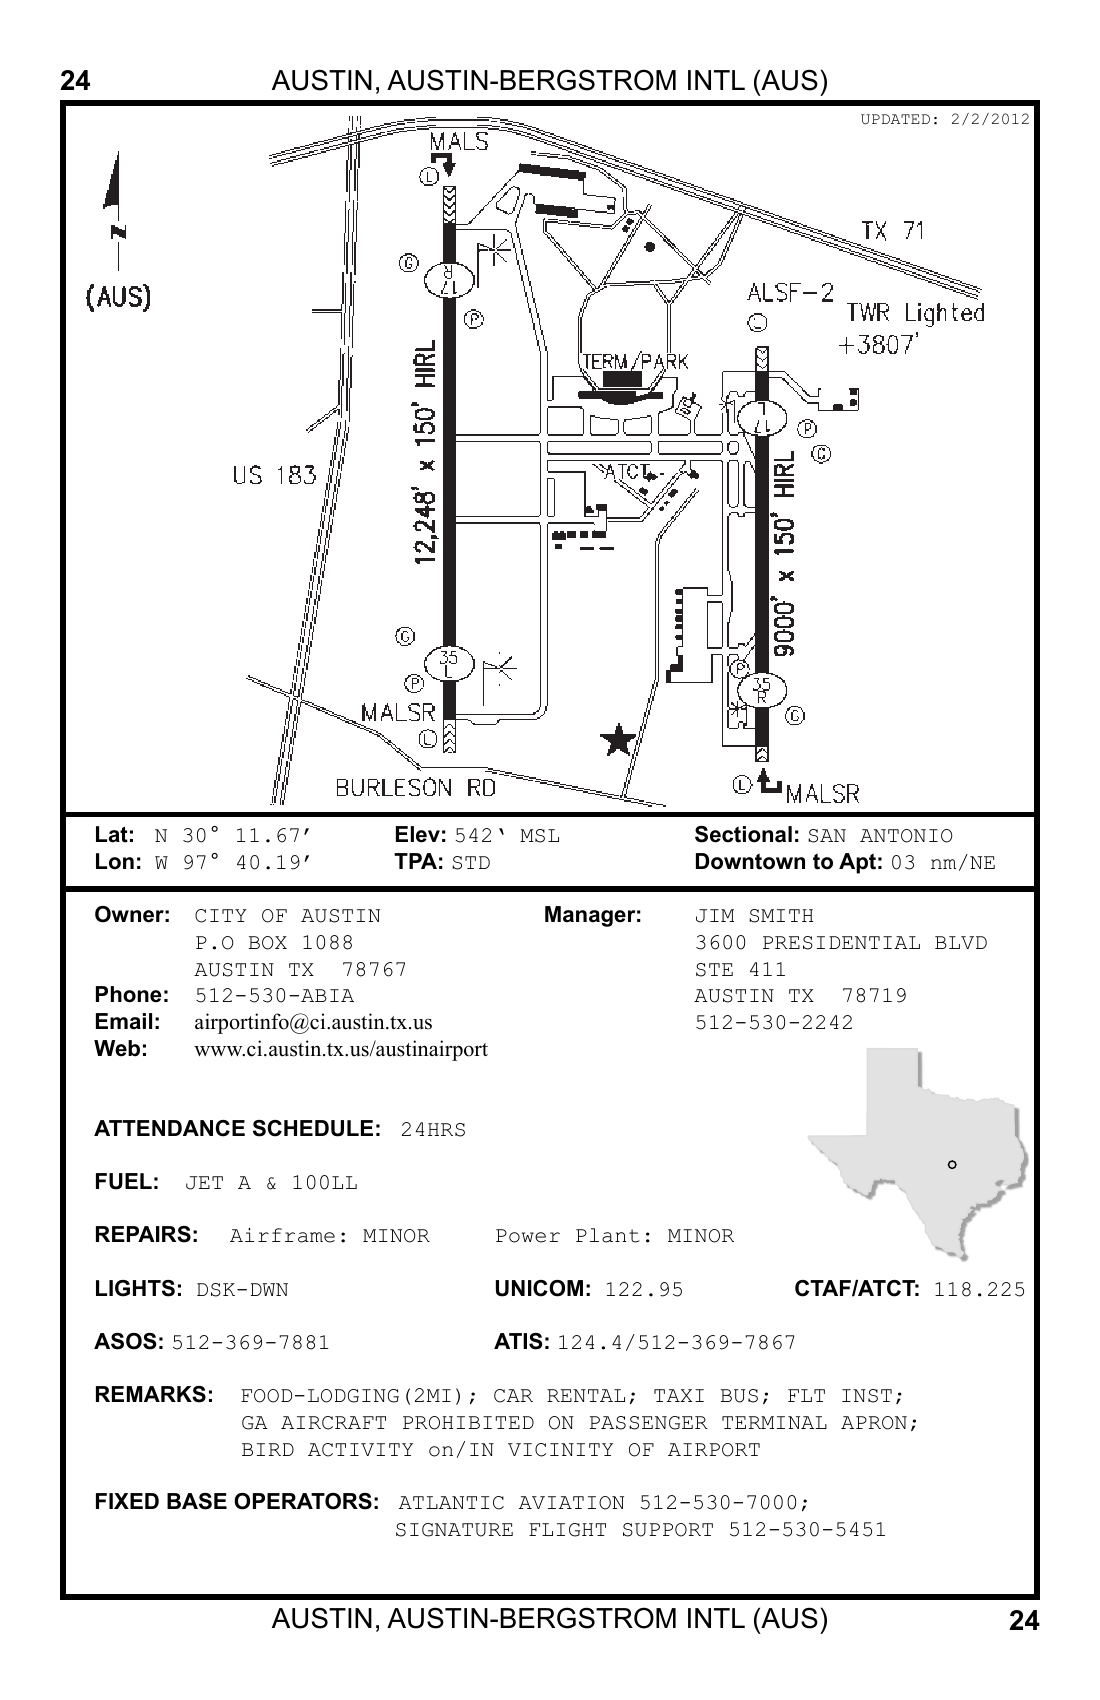 24 AUSTIN, AUSTIN-BERGSTROM INTL (AUS)
UPDATED: 2/2/2012
MALS
L
N
(AUS)
TX 71
G
17
R
ALSF-2
TWR Lighted
+3807'
P
L
TERM/PARK
12,248' x 150' HIRL
17
L
P
G
US 183
ATCT
9000' x 150' HIRL
G
35
L
P
P
35
R
MALSR
G
L
BURLESON RD
L
MALSR
Lat: N 30° 11.67′ Elev: 542‘ MSL Sectional: SAN ANTONIO
Lon: W 97° 40.19′ TPA: STD Downtown to Apt: 03 nm/NE
Owner: CITY OF AUSTIN Manager: JIM SMITH
P.O BOX 1088 3600 PRESIDENTIAL BLVD
AUSTIN TX 78767 STE 411
Phone: 512-530-ABIA AUSTIN TX 78719
Email: airportinfo@ci.austin.tx.us 512-530-2242
Web: www.ci.austin.tx.us/austinairport
ATTENDANCE SCHEDULE: 24HRS
FUEL: JET A & 100LL
REPAIRS: Airframe: MINOR Power Plant: MINOR
LIGHTS: DSK-DWN UNICOM: 122.95 CTAF/ATCT: 118.225
ASOS: 512-369-7881 ATIS: 124.4/512-369-7867
REMARKS: FOOD-LODGING(2MI); CAR RENTAL; TAXI BUS; FLT INST;
GA AIRCRAFT PROHIBITED ON PASSENGER TERMINAL APRON;
BIRD ACTIVITY on/IN VICINITY OF AIRPORT
FIXED BASE OPERATORS: ATLANTIC AVIATION 512-530-7000;
SIGNATURE FLIGHT SUPPORT 512-530-5451
AUSTIN, AUSTIN-BERGSTROM INTL (AUS) 24